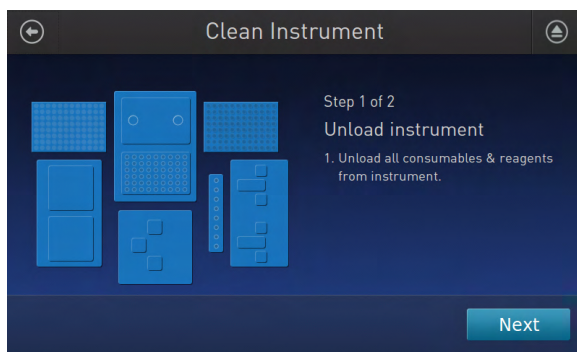 Clean Instrument
Step 1 of 2
Unload instrument
1. Unload all consumables & reagents
from instrument.
Next